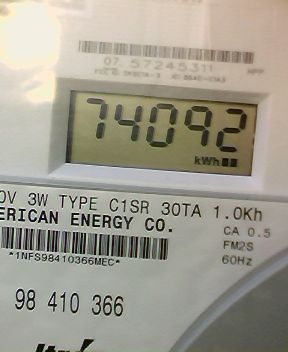 07 57245311
74092
kWh
0V 3W TYPE C1SR 30TA 1.0Kh
ERICAN ENERGY CO.
CA 0.5
FM2S
*1NFS98410366MEC*
60Hz
98 410 366